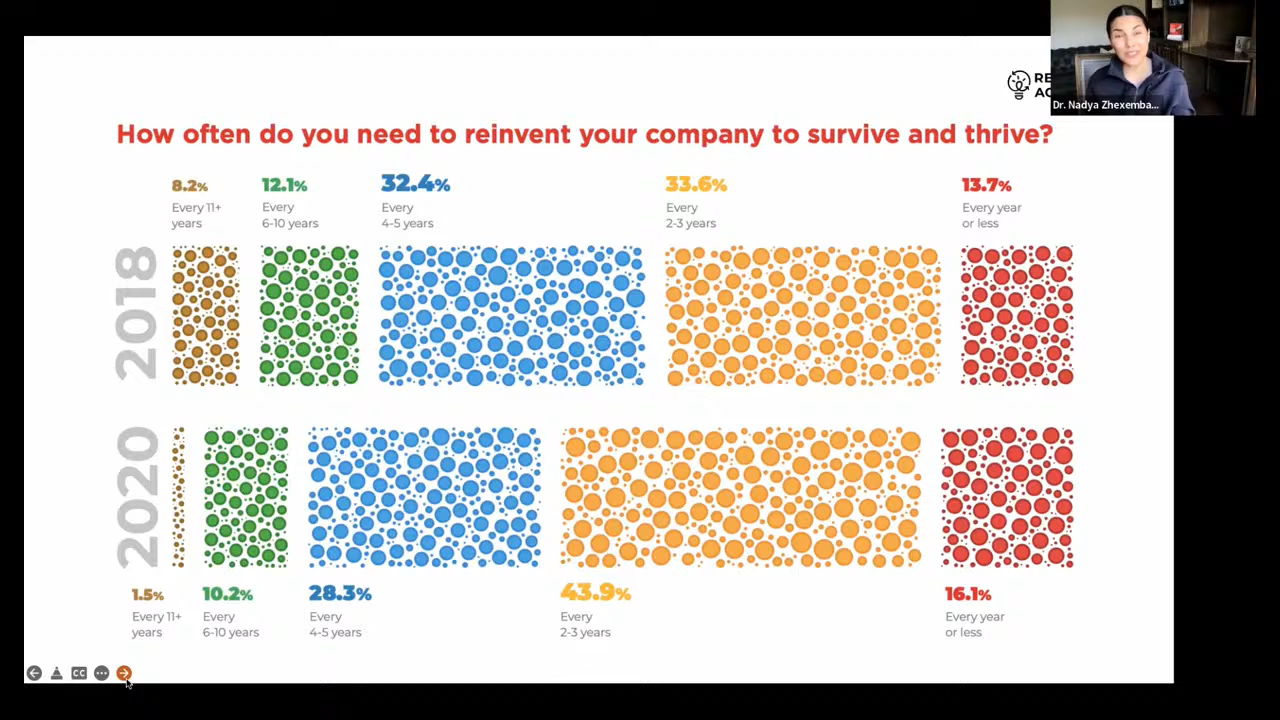 RE
AC
Dr. Nadya Zhexemba...
How often do you need to reinvent your company to survive and thrive?
8.2%
Every 11+
years
12.1%
Every
6-10 years
32.4%
Every
4-5 years
33.6%
Every
2-3 years
13.7%
Every year
or less
2018
2020
1.5%
Every 11+
years
10.2%
Every
6-10 years
28.3%
Every
4-5 years
43.9%
Every
2-3 years
16.1%
Every year
or less
CC